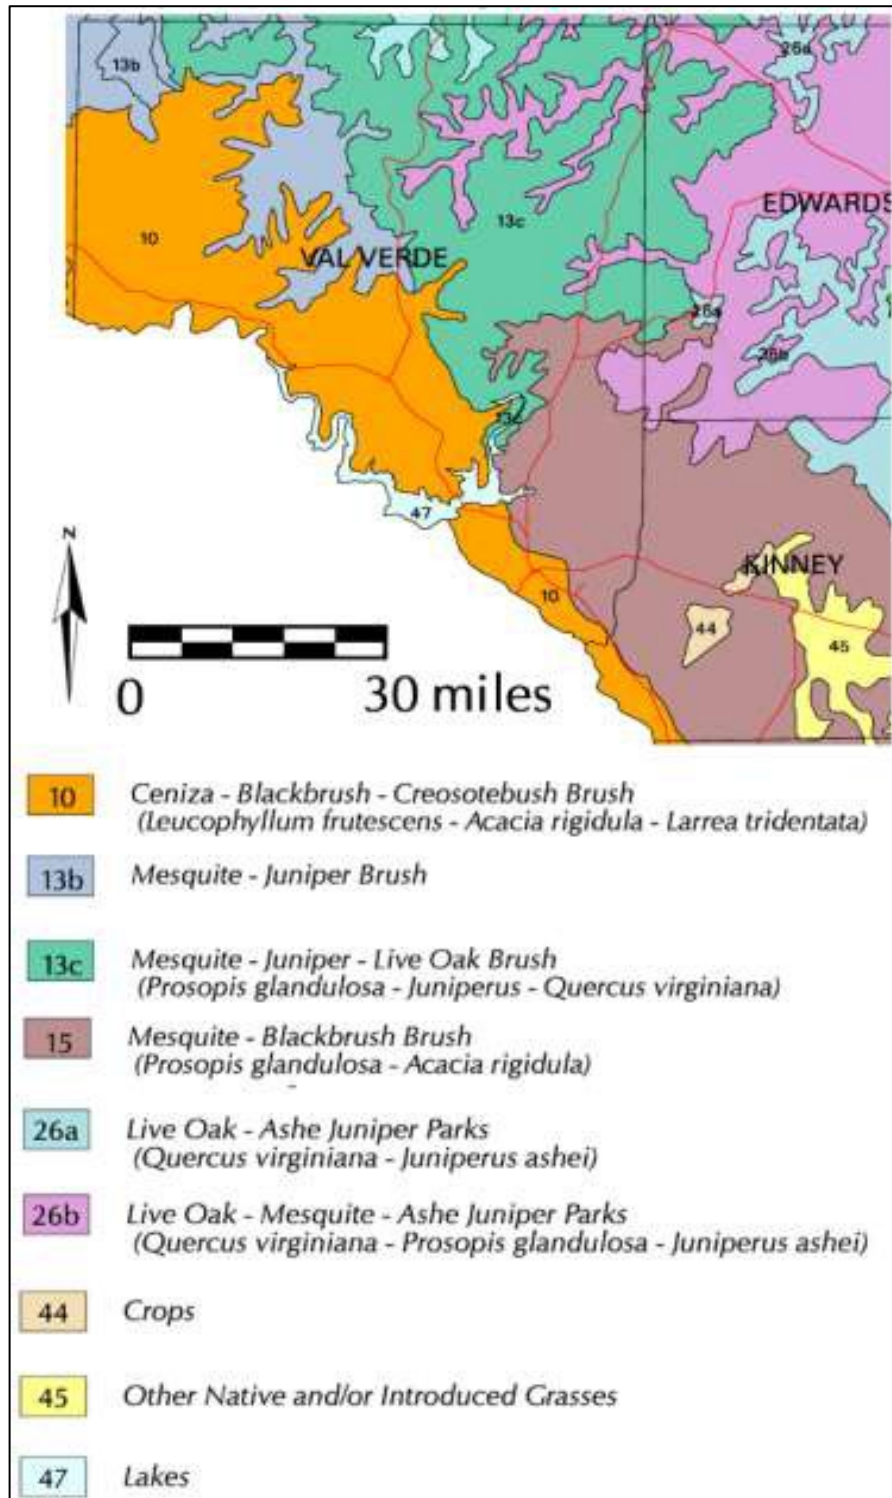 26a
13b
EDWARDS
10
13c
VAL VERDE
26a
26b
13c
47
N
KINNEY
10
44
45
0 30 miles
10 Ceniza - Blackbrush - Creosotebush Brush
(Leucophyllum frutescens - Acacia rigidula - Larrea tridentata)
13b Mesquite - Juniper Brush
13c Mesquite - Juniper - Live Oak Brush
(Prosopis glandulosa - Juniperus - Quercus virginiana)
15 Mesquite - Blackbrush Brush
(Prosopis glandulosa - Acacia rigidula)
26a Live Oak - Ashe Juniper Parks
(Quercus virginiana - Juniperus ashei)
26b Live Oak - Mesquite - Ashe Juniper Parks
(Quercus virginiana - Prosopis glandulosa - Juniperus ashei)
44 Crops
45 Other Native and/or Introduced Grasses
47 Lakes